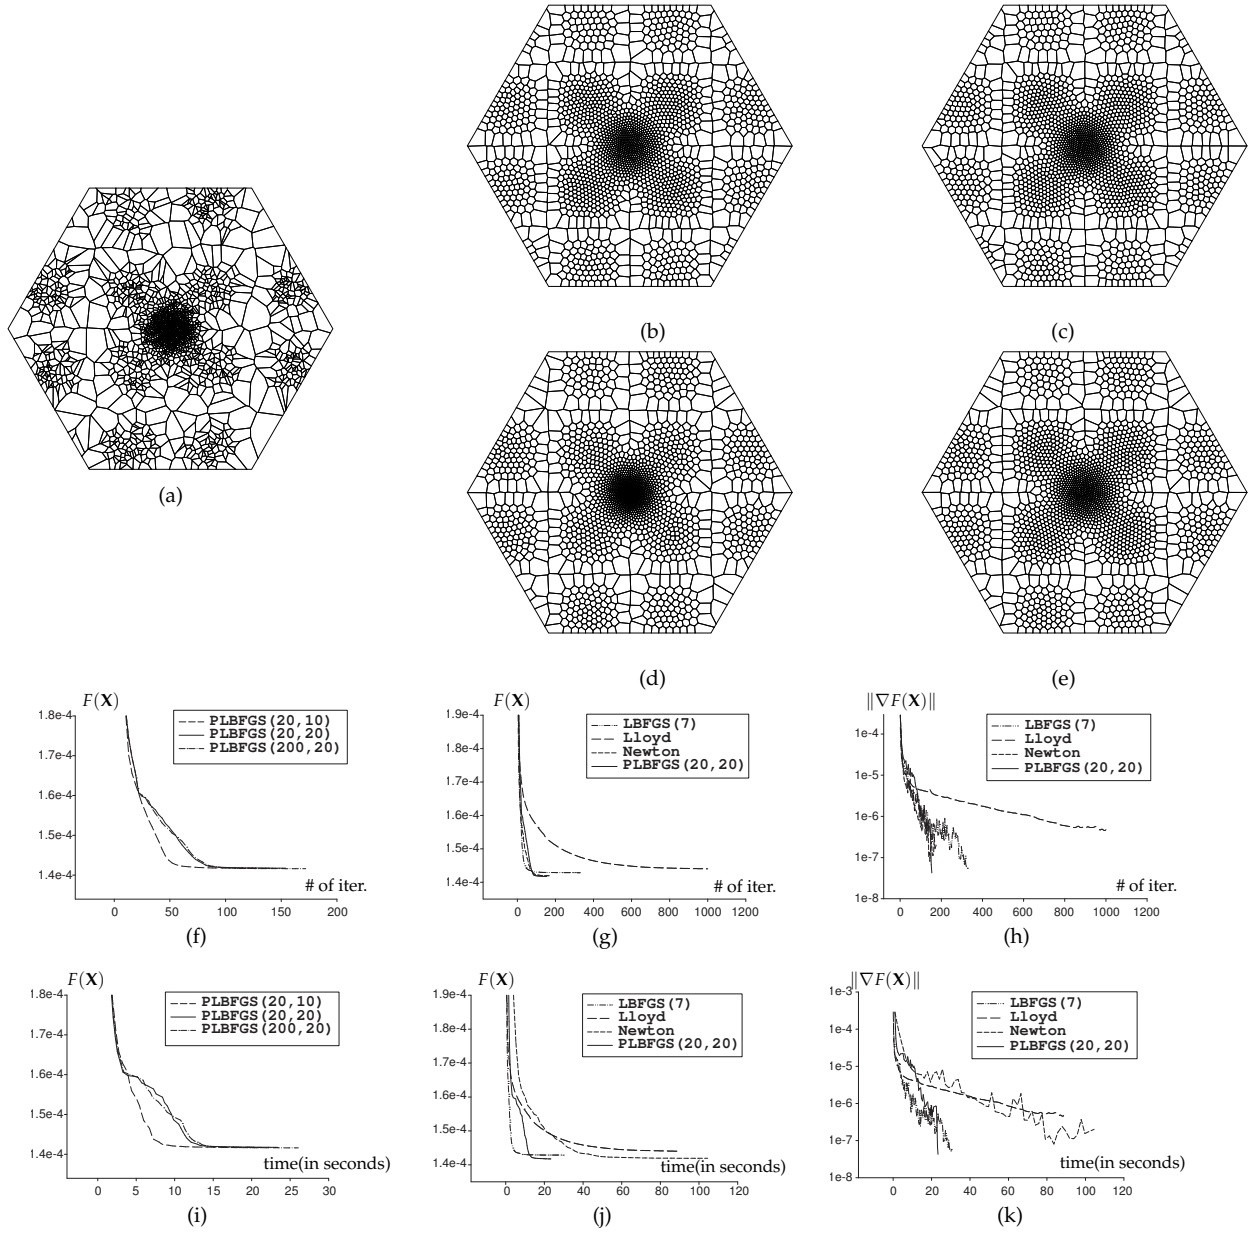 (a)
(b)
(c)
(d)
(e)
F(X)
1.8e-4
1.7e-4
1.6e-4
1.5e-4
1.4e-4
PLBFGS(20,10)
PLBFGS(20,20)
PLBFGS(200,20)
# of iter.
0 50 100 150 200
(f)
F(X)
1.9e-4
1.8e-4
1.7e-4
1.6e-4
1.5e-4
1.4e-4
LBFGS(7)
Lloyd
Newton
PLBFGS(20,20)
# of iter.
0 200 400 600 800 1000 1200
(g)
‖∇F(X)‖
1e-4
1e-5
1e-6
1e-7
1e-8
LBFGS(7)
Lloyd
Newton
PLBFGS(20,20)
# of iter.
0 200 400 600 800 1000 1200
(h)
F(X)
1.8e-4
1.7e-4
1.6e-4
1.5e-4
1.4e-4
PLBFGS(20,10)
PLBFGS(20,20)
PLBFGS(200,20)
time(in seconds)
0 5 10 15 20 25 30
(i)
F(X)
1.9e-4
1.8e-4
1.7e-4
1.6e-4
1.5e-4
1.4e-4
LBFGS(7)
Lloyd
Newton
PLBFGS(20,20)
time(in seconds)
0 20 40 60 80 100 120
(j)
‖∇F(X)‖
1e-3
1e-4
1e-5
1e-6
1e-7
1e-8
LBFGS(7)
Lloyd
Newton
PLBFGS(20,20)
time(in seconds)
0 20 40 60 80 100 120
(k)